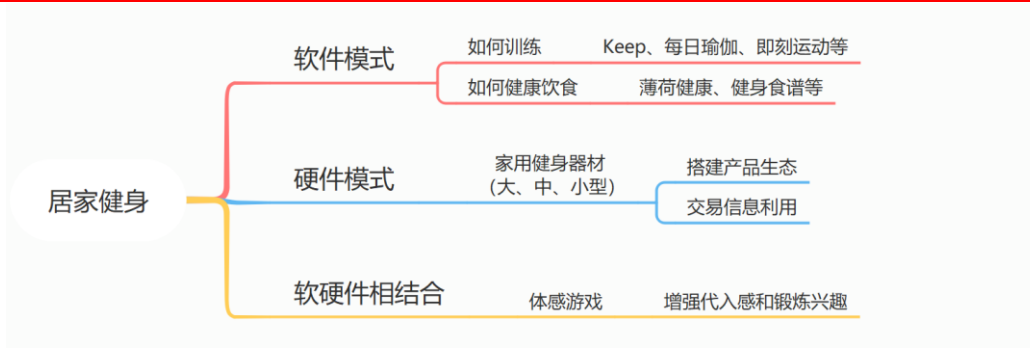 软件模式
如何训练 Keep、每日瑜伽、即刻运动等
如何健康饮食 薄荷健康、健身食谱等
居家健身
硬件模式
家用健身器材
（大、中、小型）
搭建产品生态
交易信息利用
软硬件相结合
体感游戏 增强代入感和锻炼兴趣